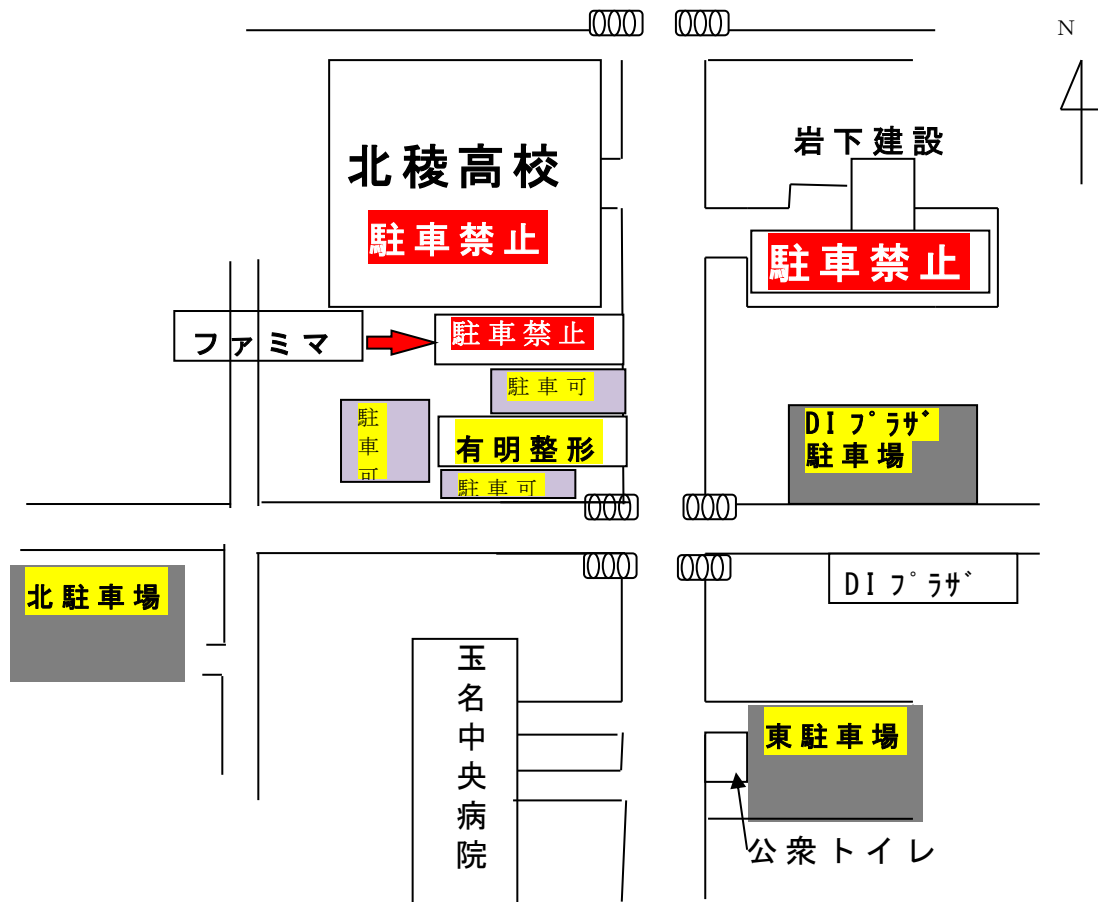 N
岩下建設
北稜高校
駐車禁止
駐車禁止
ファミマ
駐車禁止
駐車可
駐車可
有明整形
駐車可
DIプラザ
駐車場
DIプラザ
北駐車場
玉名中央病院
東駐車場
公衆トイレ